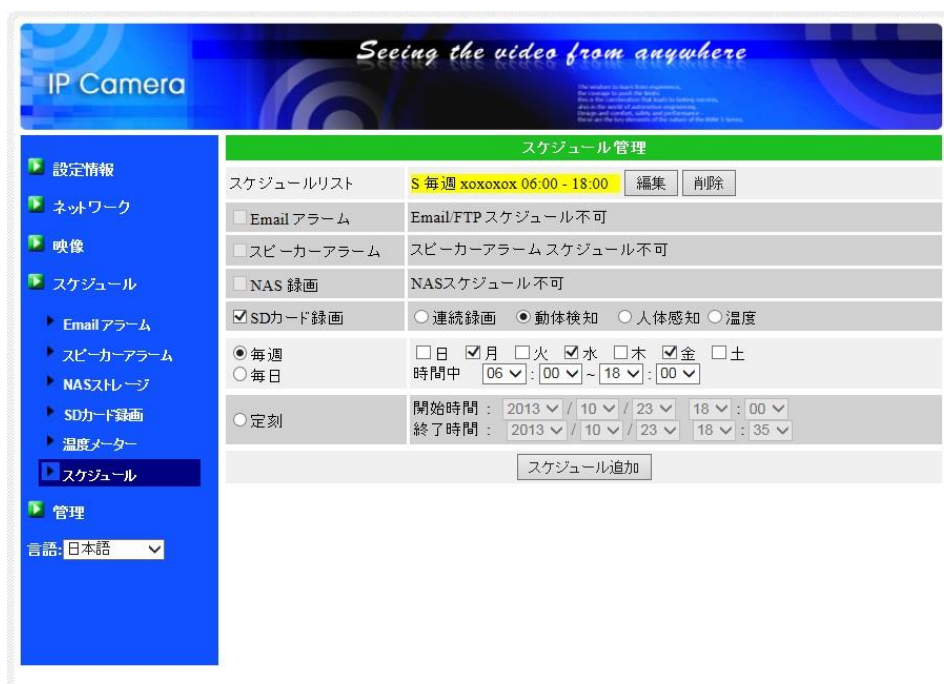 Seeing the video from anywhere
IP Camera
設定情報
ネットワーク
映像
スケジュール
Email アラーム
スピーカーアラーム
NASストレージ
SDカード録画
温度メーター
スケジュール
管理
言語: 日本語
スケジュール管理
スケジュールリスト S 毎週 xoxoxox 06:00 - 18:00 編集 削除
Email アラーム Email/FTP スケジュール不可
スピーカーアラーム スピーカーアラーム スケジュール不可
NAS 録画 NASスケジュール不可
SDカード録画 連続録画 動体検知 人体感知 温度
毎週 日 月 火 水 木 金 土
毎日 時間中 06 : 00 ~ 18 : 00
定刻 開始時間 : 2013 / 10 / 23 18 : 00
終了時間 : 2013 / 10 / 23 18 : 35
スケジュール追加